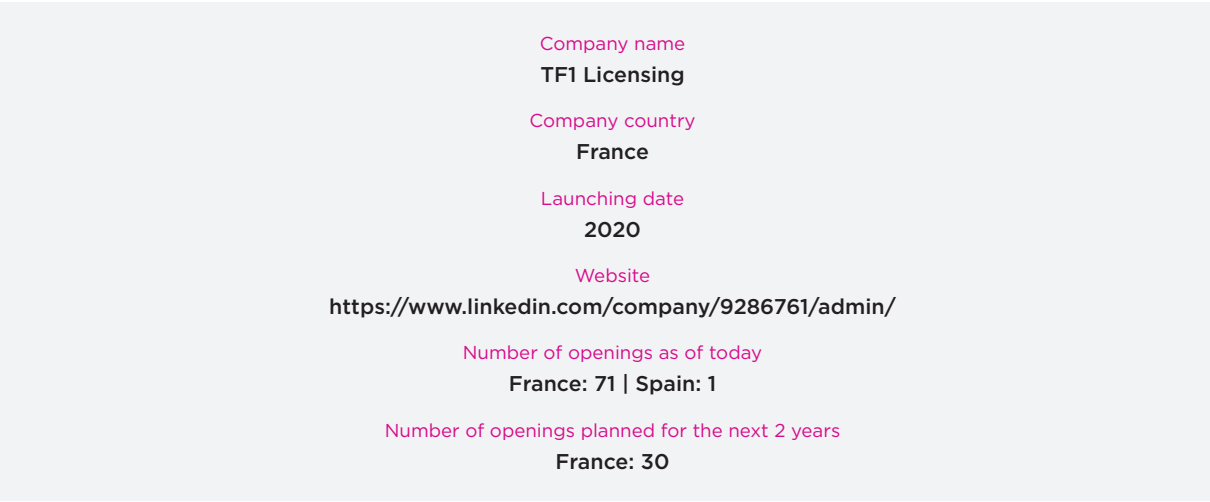 Company name
TF1 Licensing
Company country
France
Launching date
2020
Website
https://www.linkedin.com/company/9286761/admin/
Number of openings as of today
France: 71 | Spain: 1
Number of openings planned for the next 2 years
France: 30